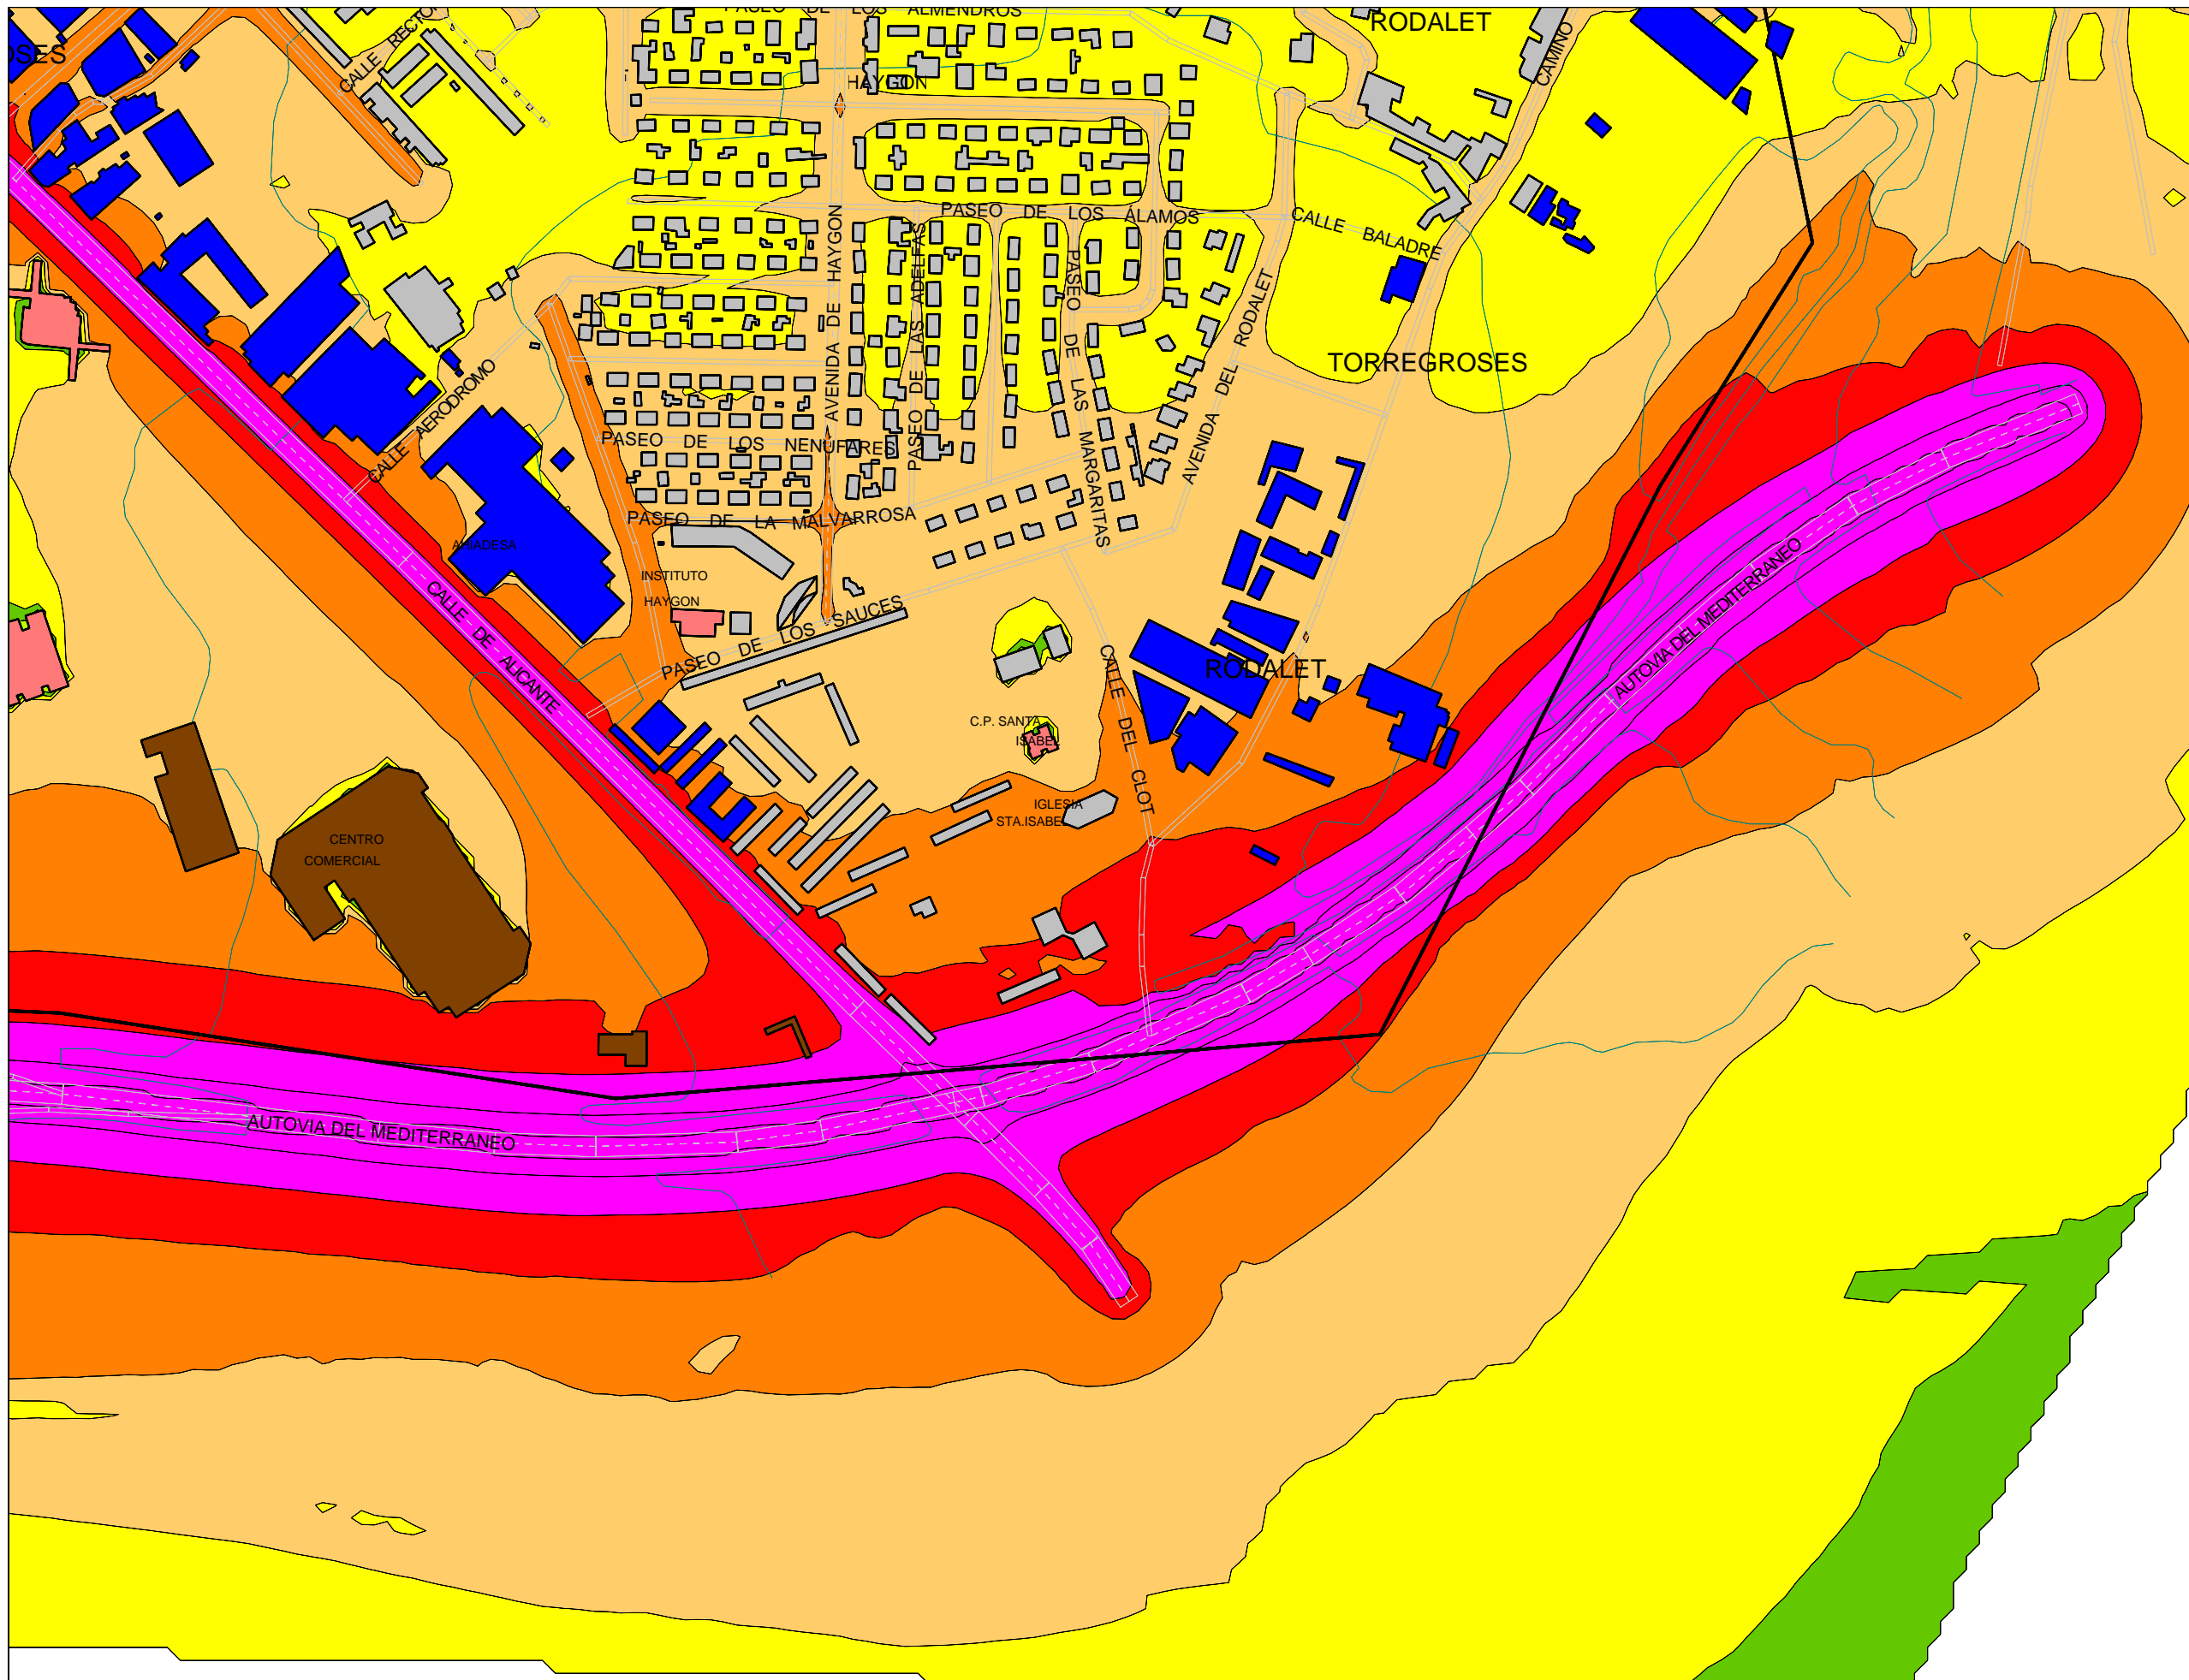 PASEO DE LOS ALMENDROS
RODALET
OSES
CALLE RECTOR
CAMINO
HAYGON
PASEO DE LOS ALAMOS
CALLE BALADRE
AVENIDA DE HAYGON
PASEO DE LAS ADELFAS
PASEO DE LAS MARGARITAS
AVENIDA DEL RODALET
TORREGROSES
CALLE AERODROMO
PASEO DE LOS NENUFARES
PASEO DE LA MALVARROSA
CALLE DE ALICANTE
INSTITUTO
HAYGON
PASEO DE LOS SAUCES
AUTOVIA DEL MEDITERRANEO
RODALET
CALLE DEL CLOT
C.P. SANTA
ISABEL
IGLESIA
STA.ISABEL
CENTRO
COMERCIAL
AUTOVIA DEL MEDITERRANEO